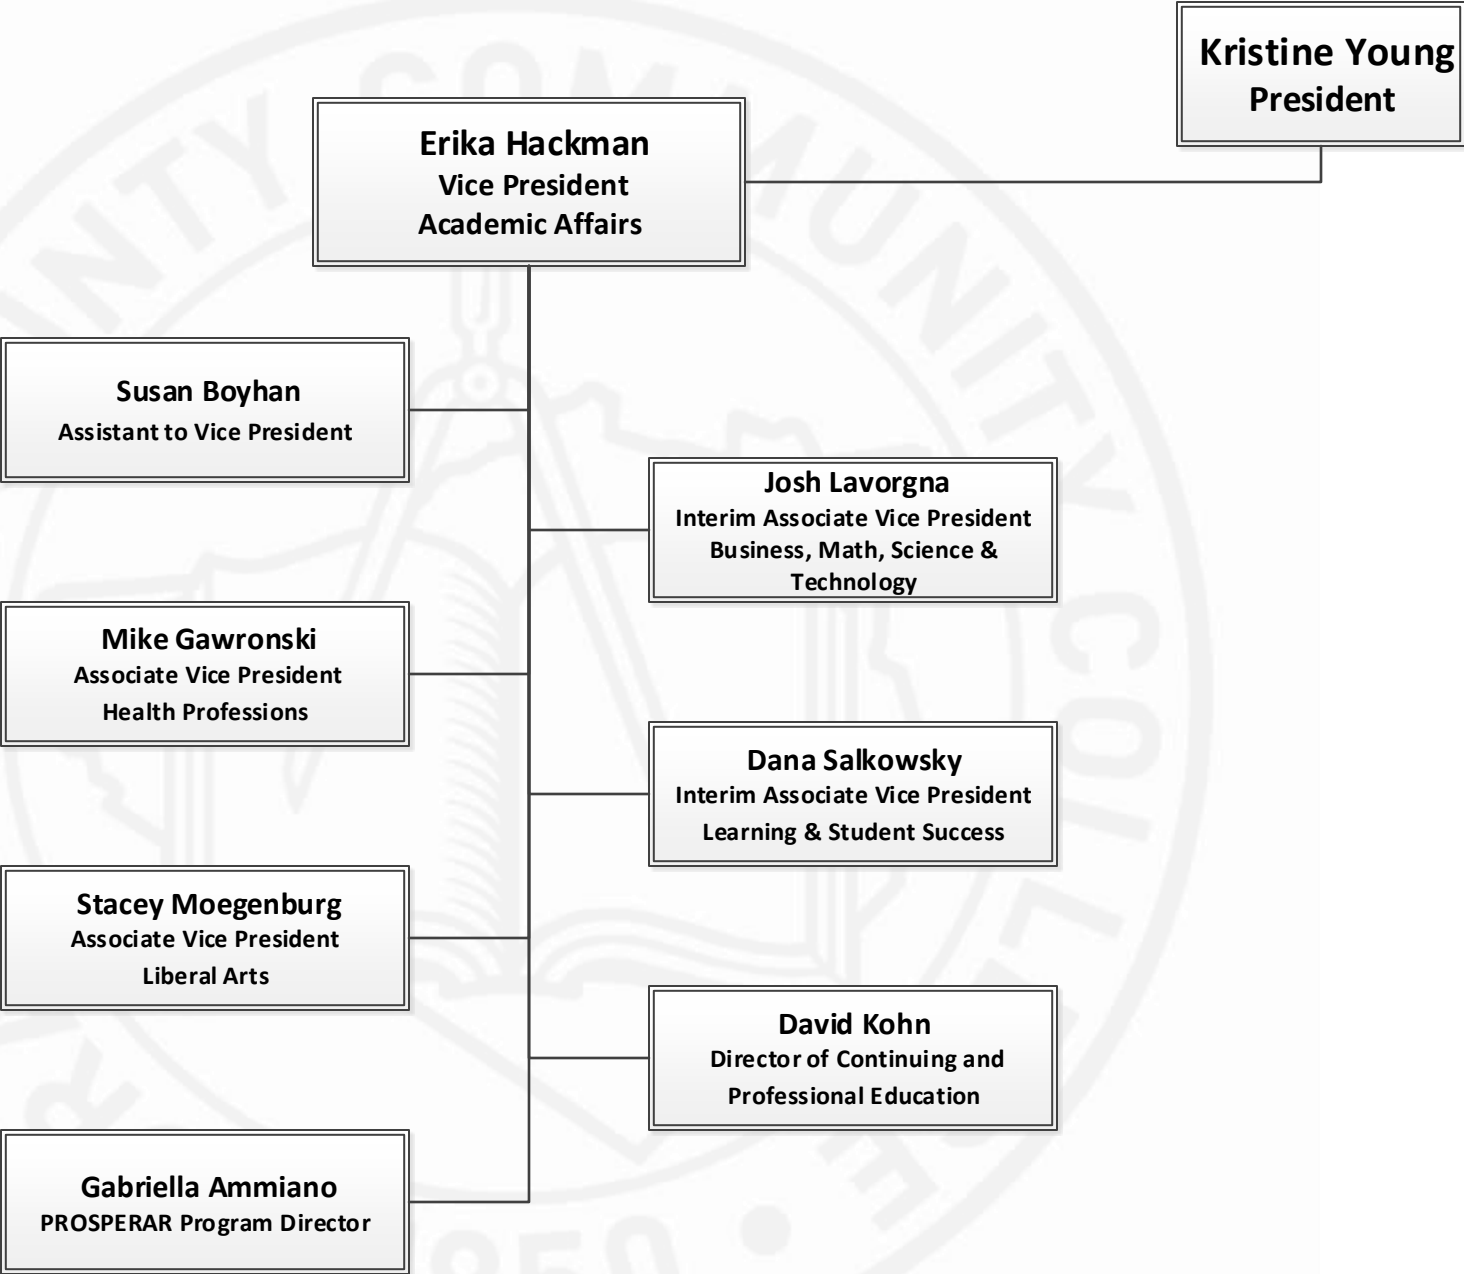 Kristine Young
President
Erika Hackman
Vice President
Academic Affairs
Susan Boyhan
Assistant to Vice President
Josh Lavorgna
Interim Associate Vice President
Business, Math, Science &
Technology
Mike Gawronski
Associate Vice President
Health Professions
Dana Salkowsky
Interim Associate Vice President
Learning & Student Success
Stacey Moegenburg
Associate Vice President
Liberal Arts
David Kohn
Director of Continuing and
Professional Education
Gabriella Ammiano
PROSPERAR Program Director
COMMUNITY COLLEGE